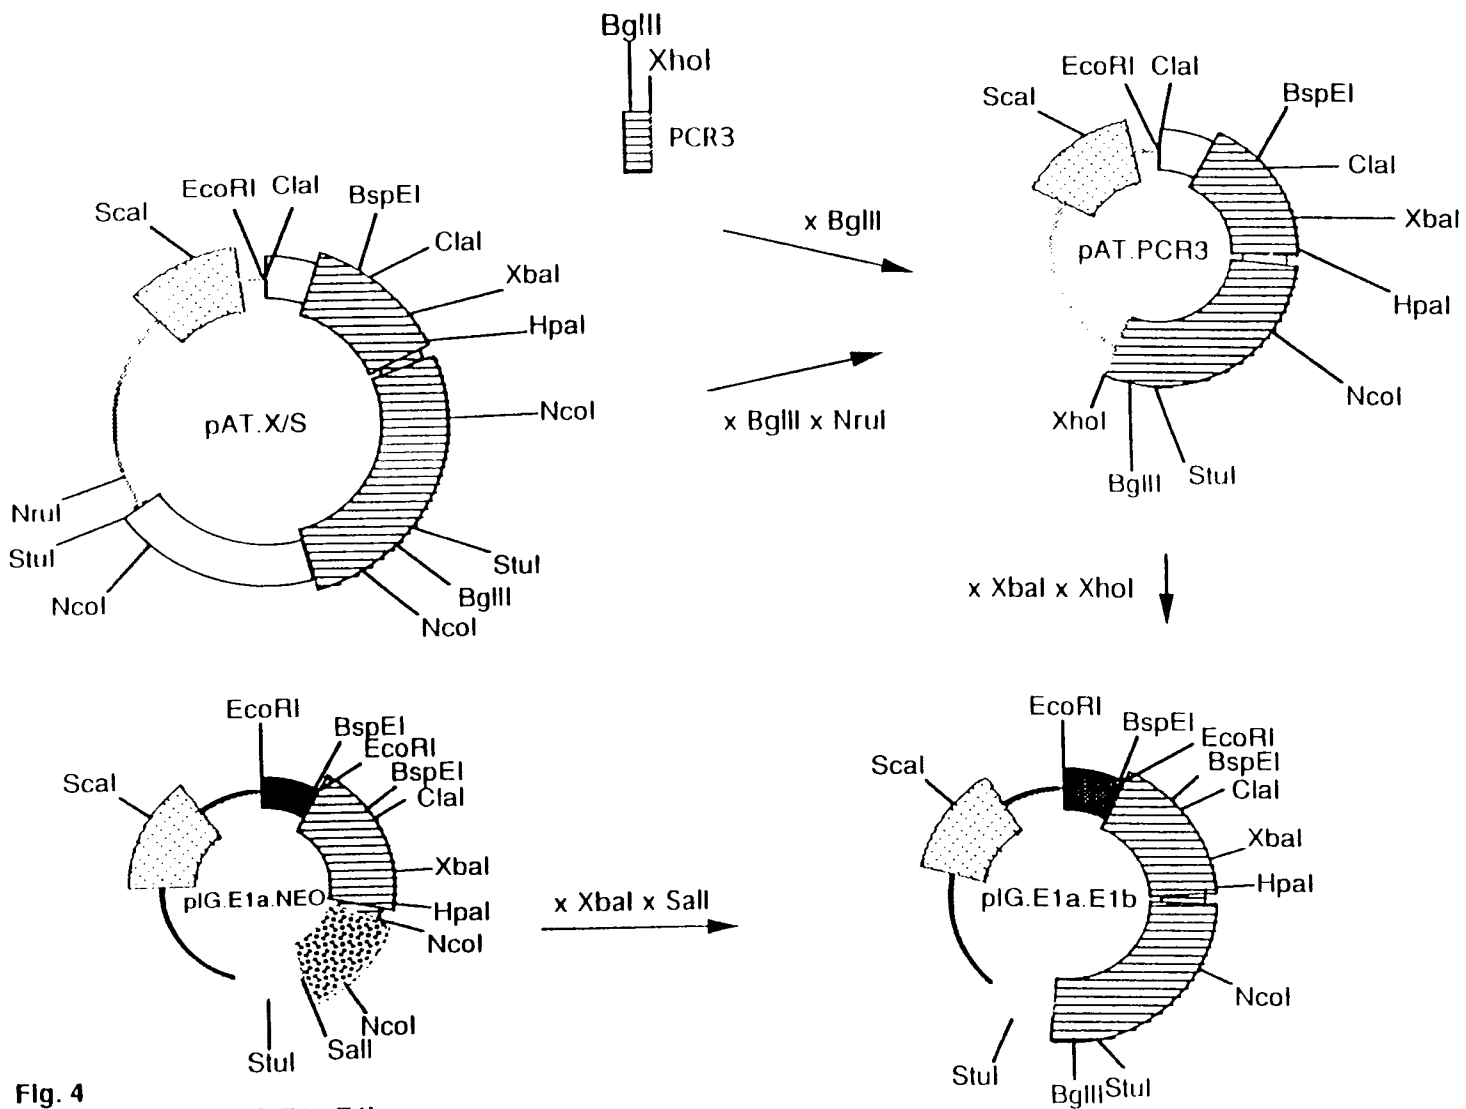 BglII
XhoI
PCR3
EcoRI ClaI
ScaI
BspEI
ClaI
XbaI
HpaI
NcoI
pAT.X/S
NruI
StuI
NcoI
StuI
BglII
NcoI
x BglII
x BglII x NruI
EcoRI ClaI
ScaI
BspEI
ClaI
XbaI
pAT.PCR3
HpaI
NcoI
XhoI
BglII
StuI
x XbaI x XhoI
EcoRI
BspEI
EcoRI
BspEI
ClaI
ScaI
XbaI
pIG.E1a.NEO
HpaI
NcoI
NcoI
SalI
StuI
x XbaI x SalI
EcoRI
BspEI
EcoRI
BspEI
ClaI
ScaI
XbaI
HpaI
pIG.E1a.E1b
NcoI
StuI
BglII StuI
Fig. 4